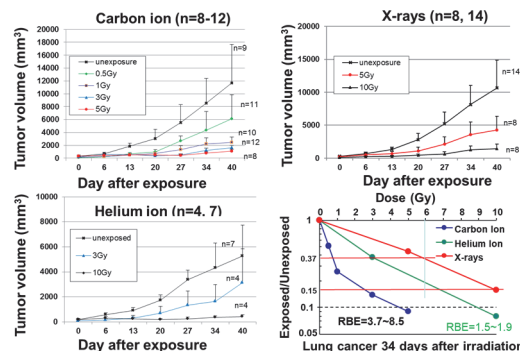 Carbon ion (n=8-12)
Tumor volume (mm3)
20000
18000
16000
14000
12000
10000
8000
6000
4000
2000
0
unexposure
0.5Gy
1Gy
3Gy
5Gy
n=9
n=11
n=10
n=12
n=8
0 6 13 20 27 34 40
Day after exposure
X-rays (n=8, 14)
Tumor volume (mm3)
20000
15000
10000
5000
0
unexposure
5Gy
10Gy
n=14
n=8
n=8
0 6 13 20 27 34, 40
Day after exposure
Helium ion (n=4. 7)
Tumor volume (mm3)
10000
8000
6000
4000
2000
0
unexposed
3Gy
10Gy
n=7
n=4
n=4
0 6 13 20 27 34 40
Day after exposure
Dose (Gy)
0 1 2 3 4 5 6 7 8 9 10
Exposed/Unexposed
1
0.37
0.15
0.1
0.05
Carbon Ion
Helium Ion
X-rays
RBE=3.7~8.5
RBE=1.5~1.9
Lung cancer 34 days after irradiation